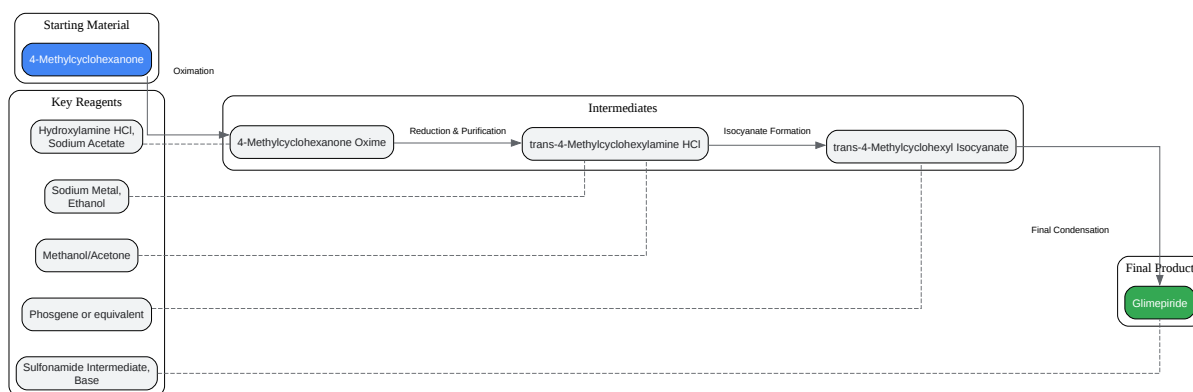 Starting Material
4-Methylcyclohexanone
Oximation
Key Reagents
Hydroxylamine HCl,
Sodium Acetate
Sodium Metal,
Ethanol
Methanol/Acetone
Phosgene or equivalent
Sulfonamide Intermediate,
Base
Intermediates
4-Methylcyclohexanone Oxime
Reduction & Purification
trans-4-Methylcyclohexylamine HCl
Isocyanate Formation
trans-4-Methylcyclohexyl Isocyanate
Final Condensation
Final Product
Glimepiride